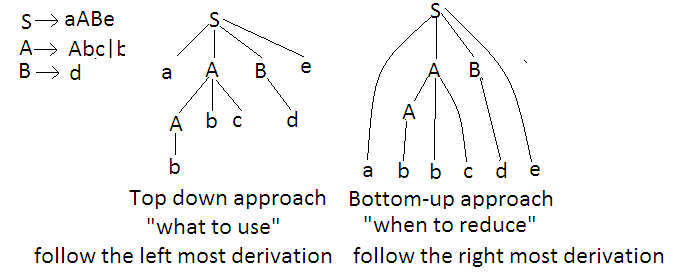 S → aABe
A → Abc|b
B → d
S
a A B e
A b c d
b
S
A B
A
a b b c d e
Top down approach
"what to use"
follow the left most derivation
Bottom-up approach
"when to reduce"
follow the right most derivation